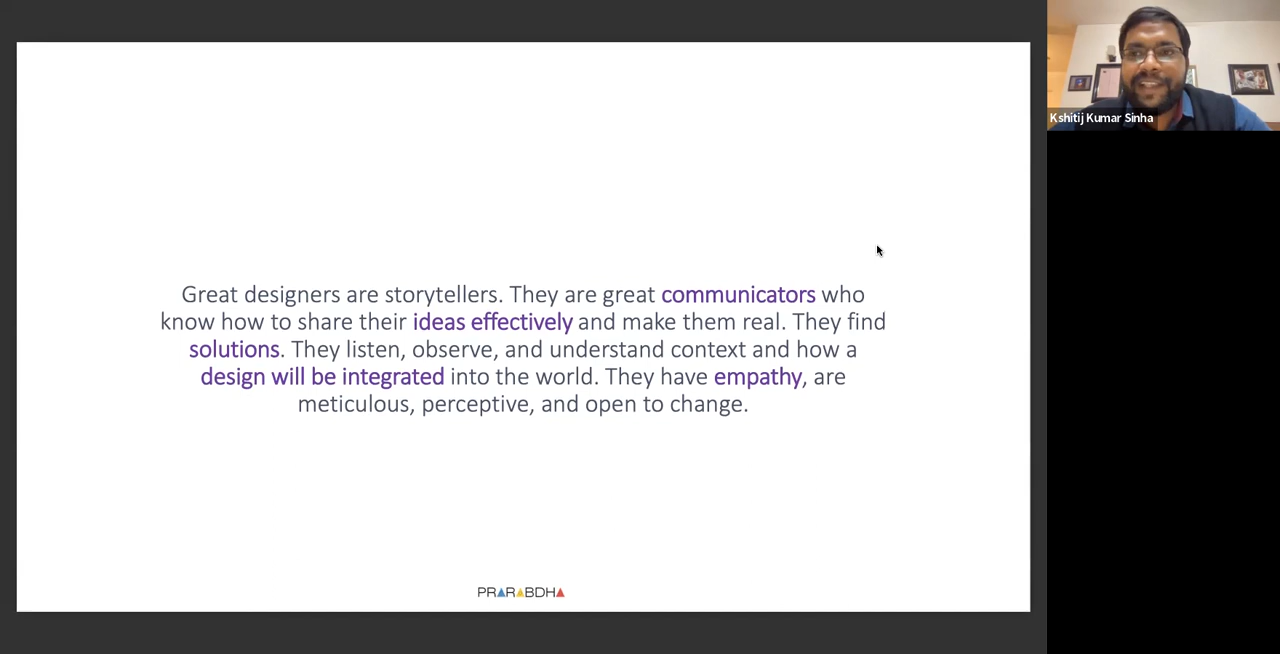 Great designers are storytellers. They are great communicators who
know how to share their ideas effectively and make them real. They find
solutions. They listen, observe, and understand context and how a
design will be integrated into the world. They have empathy, are
meticulous, perceptive, and open to change.
PRARABDHA
Kshitij Kumar Sinha